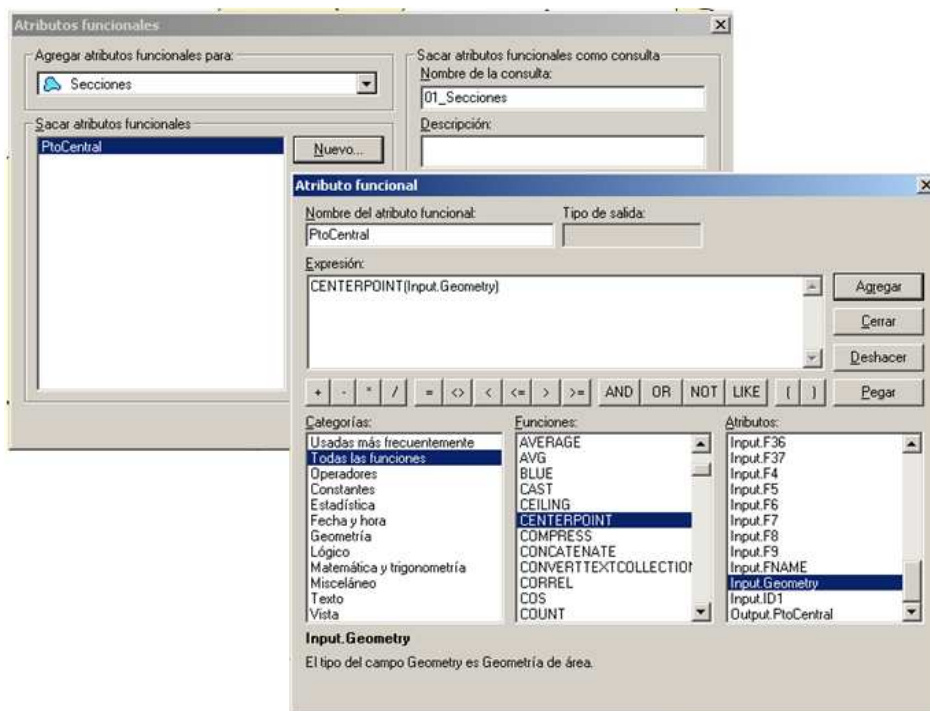 Atributos funcionales
Agregar atributos funcionales para:
Secciones
Sacar atributos funcionales
PtoCentral
Nuevo...
Sacar atributos funcionales como consulta
Nombre de la consulta:
01_Secciones
Descripción:
Atributo funcional
Nombre del atributo funcional:
PtoCentral
Tipo de salida:
Expresión:
CENTERPOINT(Input.Geometry)
Agregar
Cerrar
Deshacer
Pegar
+ - * / = <> < <= > >= AND OR NOT LIKE ( )
Categorías:
Usadas más frecuentemente
Todas las funciones
Operadores
Constantes
Estadística
Fecha y hora
Geometría
Lógico
Matemática y trigonometría
Misceláneo
Texto
Vista
Funciones:
AVERAGE
AVG
BLUE
CAST
CEILING
CENTERPOINT
COMPRESS
CONCATENATE
CONVERTTEXTCOLLECTION
CORREL
COS
COUNT
Atributos:
Input.F36
Input.F37
Input.F4
Input.F5
Input.F6
Input.F7
Input.F8
Input.F9
Input.FNAME
Input.Geometry
Input.ID1
Output.PtoCentral
Input.Geometry
El tipo del campo Geometry es Geometría de área.